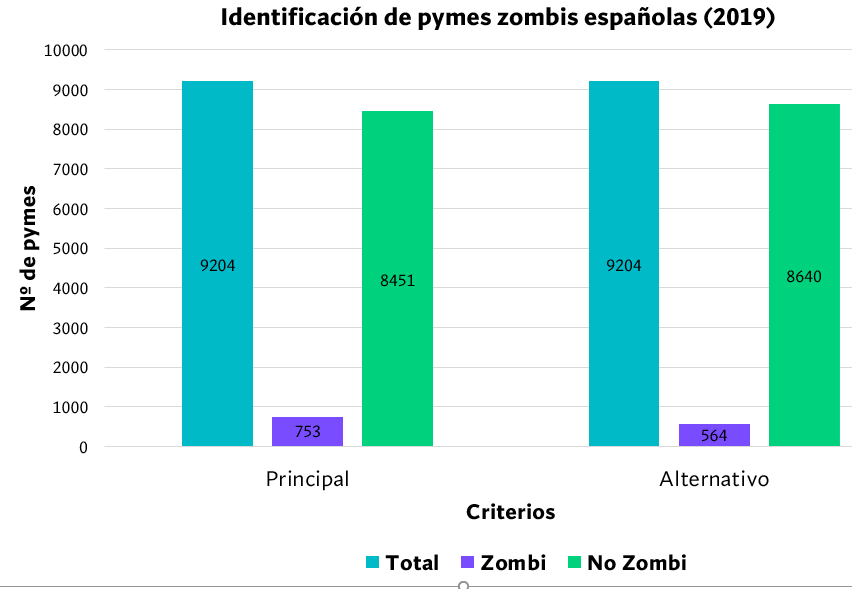 Identificación de pymes zombis españolas (2019)
10000
9000
8000
7000
6000
5000
4000
3000
2000
1000
0
Nº de pymes
9204
753
8451
9204
564
8640
Principal
Alternativo
Criterios
Total Zombi No Zombi